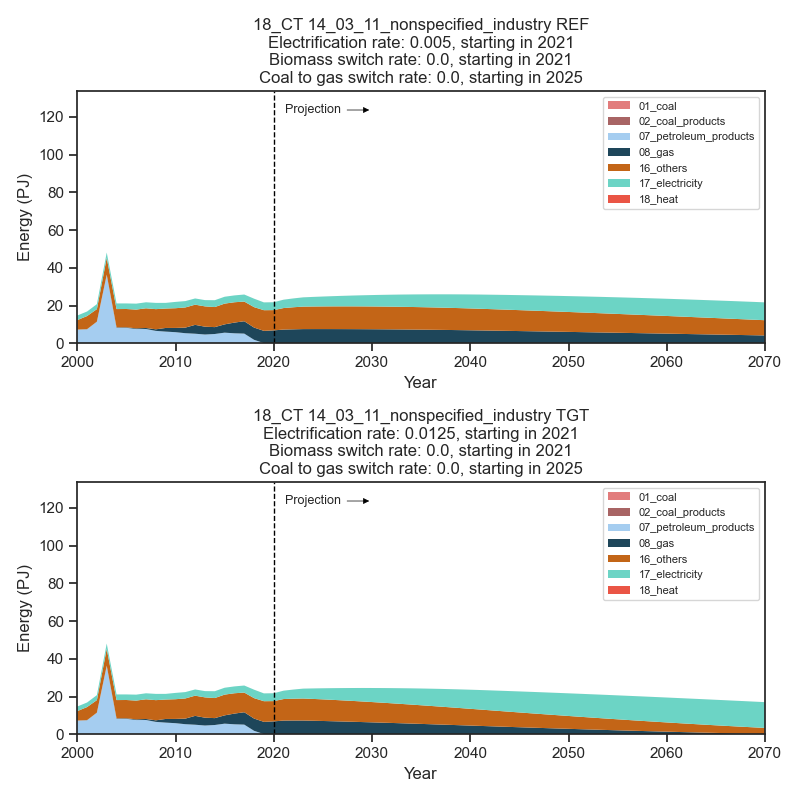 18_CT 14_03_11_nonspecified_industry REF
Electrification rate: 0.005, starting in 2021
Biomass switch rate: 0.0, starting in 2021
Coal to gas switch rate: 0.0, starting in 2025
Projection
01_coal
02_coal_products
07_petroleum_products
08_gas
16_others
17_electricity
18_heat
Energy (PJ)
120
100
80
60
40
20
0
2000 2010 2020 2030 2040 2050 2060 2070
Year
18_CT 14_03_11_nonspecified_industry TGT
Electrification rate: 0.0125, starting in 2021
Biomass switch rate: 0.0, starting in 2021
Coal to gas switch rate: 0.0, starting in 2025
Projection
01_coal
02_coal_products
07_petroleum_products
08_gas
16_others
17_electricity
18_heat
Energy (PJ)
120
100
80
60
40
20
0
2000 2010 2020 2030 2040 2050 2060 2070
Year